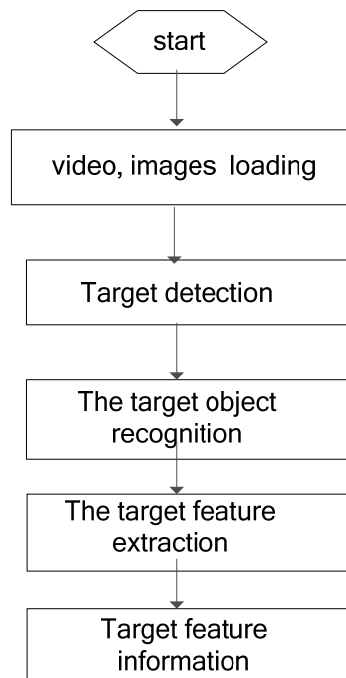 start
video, images loading
Target detection
The target object
recognition
The target feature
extraction
Target feature
information